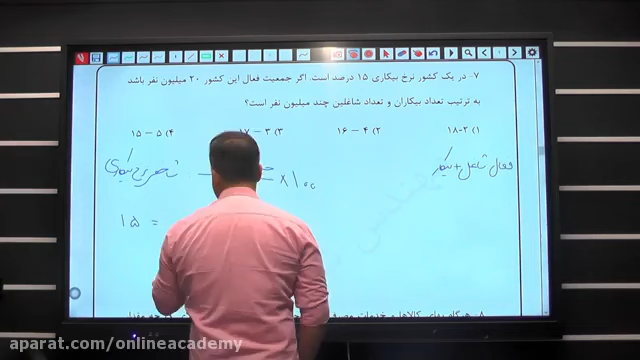 ۷- در یک کشور نرخ بیکاری ۱۵ درصد است. اگر جمعیت فعال این کشور ۲۰ میلیون نفر باشد
به ترتیب تعداد بیکاران و تعداد شاغلین چند میلیون نفر است؟
۱) ۲-۱۸ ۲) ۴ – ۱۶ ۳) ۳ – ۱۷ ۴) ۵ – ۱۵
فعال شاغل + بیکار
× ۱۰۰
۱۵ =
aparat.com/onlineacademy